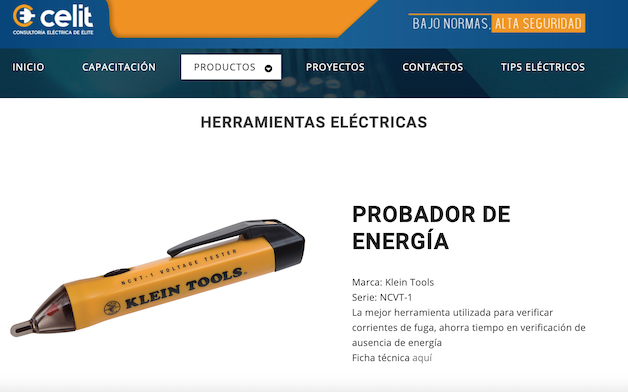 celit
CONSULTORÍA ELÉCTRICA DE ÉLITE
BAJO NORMAS, ALTA SEGURIDAD
INICIO
CAPACITACIÓN
PRODUCTOS
PROYECTOS
CONTACTOS
TIPS ELÉCTRICOS
HERRAMIENTAS ELÉCTRICAS
NCVT-1 VOLTAGE TESTER
KLEIN TOOLS
PROBADOR DE
ENERGÍA
Marca: Klein Tools
Serie: NCVT-1
La mejor herramienta utilizada para verificar
corrientes de fuga, ahorra tiempo en verificación de
ausencia de energía
Ficha técnica aquí